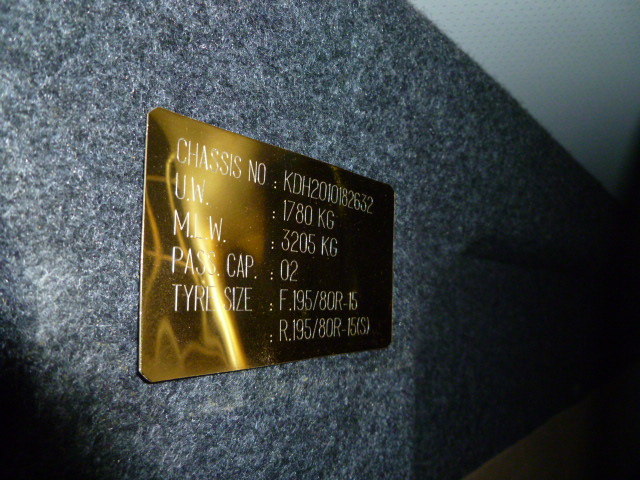 CHASSIS NO : KDH2010182632
U.W. : 1780 KG
M.L.W. : 3205 KG
PASS. CAP. : 02
TYRE SIZE : F.195/80R-15
: R.195/80R-15(S)